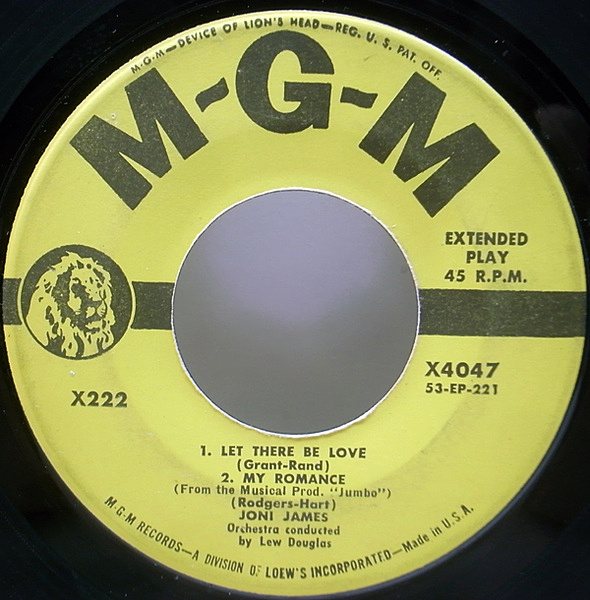 M-G-M—DEVICE OF LION'S HEAD—REG. U. S. PAT. OFF.
M-G-M
EXTENDED
PLAY
45 R.P.M.
X4047
53-EP-221
X222
1. LET THERE BE LOVE
(Grant-Rand)
2. MY ROMANCE
(From the Musical Prod. "Jumbo")
(Rodgers-Hart)
JONI JAMES
Orchestra conducted
by Lew Douglas
M-G-M RECORDS—A DIVISION OF LOEW'S INCORPORATED—Made in U.S.A.